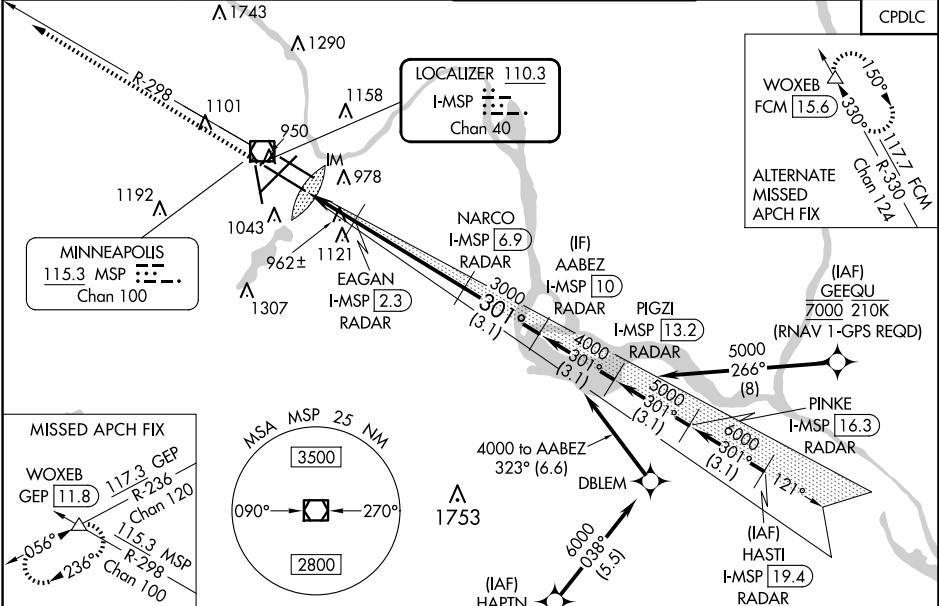 CPDLC
1743
1290
R-298
1101
1158
950
LOCALIZER 110.3
I-MSP
Chan 40
WOXEB
FCM 15.6
150°
330°
117.7 FCM
R-330
Chan 124
ALTERNATE
MISSED
APCH FIX
IM
978
1192
1043
962±
1121
1307
MINNEAPOLIS
115.3 MSP
Chan 100
EAGAN
I-MSP 2.3
RADAR
NARCO
I-MSP 6.9
RADAR
(IF)
AABEZ
I-MSP 10
RADAR
PIGZI
I-MSP 13.2
RADAR
(IAF)
GEEQU
7000 210K
(RNAV 1-GPS REQD)
3000
301°
(3.1)
4000
301°
(3.1)
5000
301°
(3.1)
6000
301°
(3.1)
121°
5000
266°
(8)
PINKE
I-MSP 16.3
RADAR
4000 to AABEZ
323° (6.6)
DBLEM
(IAF)
HASTI
I-MSP 19.4
RADAR
6000
038°
(5.5)
(IAF)
HAPTN
MISSED APCH FIX
WOXEB
GEP 11.8
117.3 GEP
R-236
Chan 120
056°
236°
115.3 MSP
R-298
Chan 100
MSA MSP 25 NM
3500
090°
270°
2800
1753